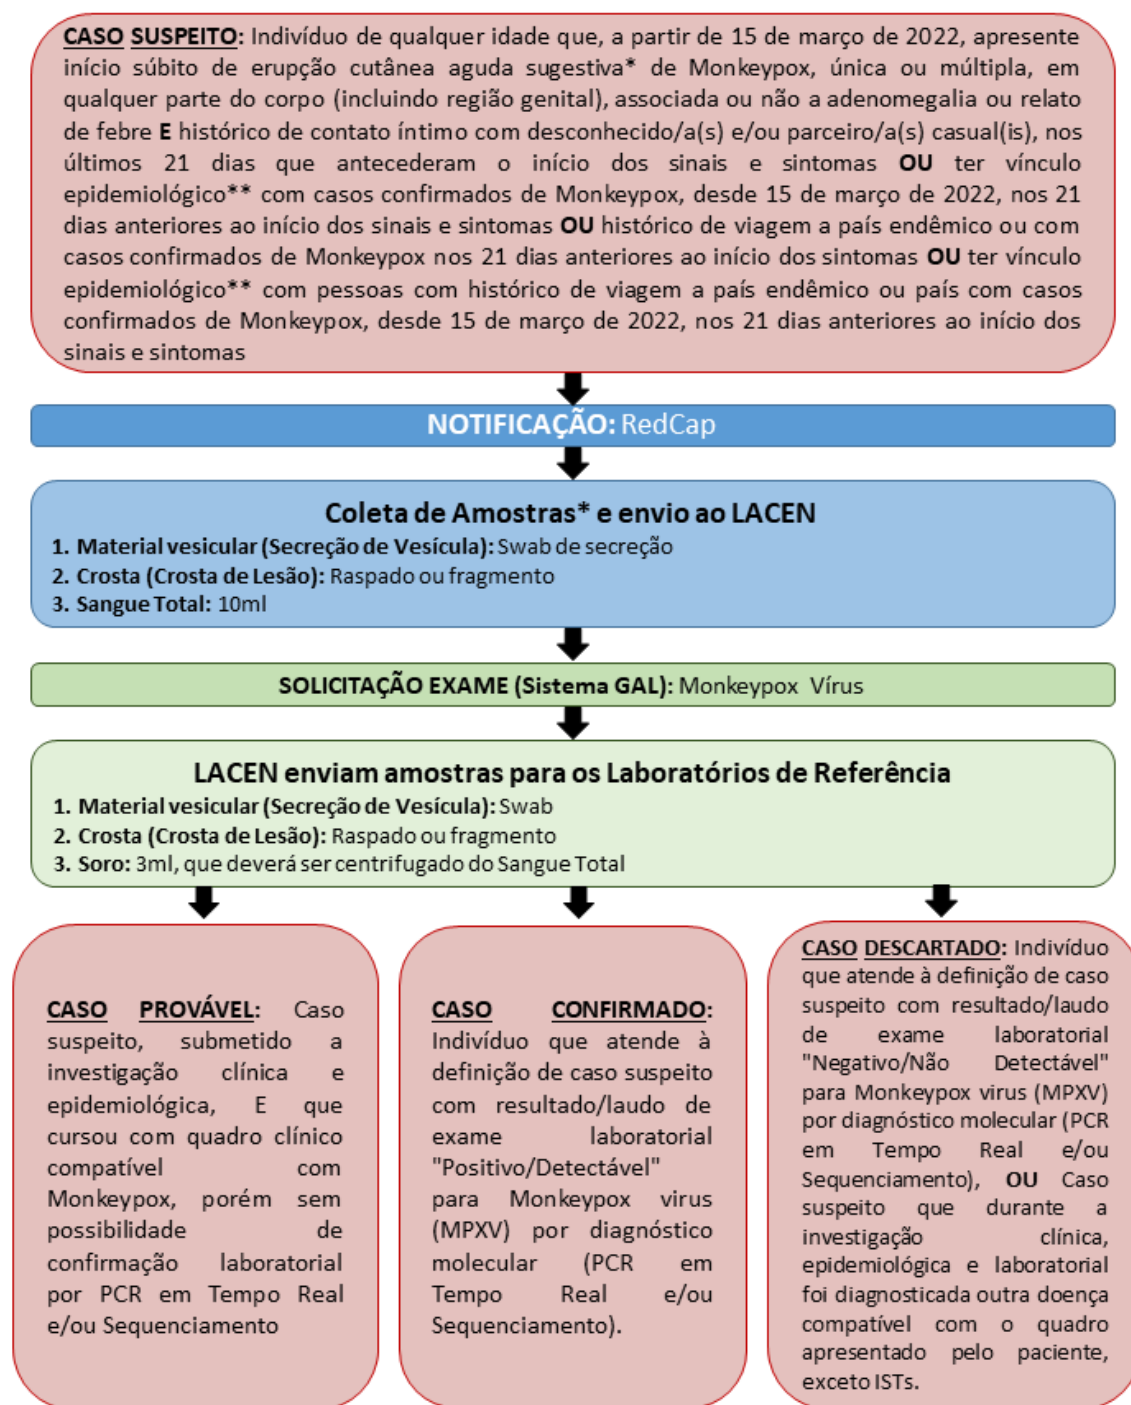 CASO SUSPEITO: Indivíduo de qualquer idade que, a partir de 15 de março de 2022, apresente
início súbito de erupção cutânea aguda sugestiva* de Monkeypox, única ou múltipla, em
qualquer parte do corpo (incluindo região genital), associada ou não a adenomegalia ou relato
de febre E histórico de contato íntimo com desconhecido/a(s) e/ou parceiro/a(s) casual(is), nos
últimos 21 dias que antecederam o início dos sinais e sintomas OU ter vínculo
epidemiológico** com casos confirmados de Monkeypox, desde 15 de março de 2022, nos 21
dias anteriores ao início dos sinais e sintomas OU histórico de viagem a país endêmico ou com
casos confirmados de Monkeypox nos 21 dias anteriores ao início dos sintomas OU ter vínculo
epidemiológico** com pessoas com histórico de viagem a país endêmico ou país com casos
confirmados de Monkeypox, desde 15 de março de 2022, nos 21 dias anteriores ao início dos
sinais e sintomas
NOTIFICAÇÃO: RedCap
Coleta de Amostras* e envio ao LACEN
1. Material vesicular (Secreção de Vesícula): Swab de secreção
2. Crosta (Crosta de Lesão): Raspado ou fragmento
3. Sangue Total: 10ml
SOLICITAÇÃO EXAME (Sistema GAL): Monkeypox Vírus
LACEN enviam amostras para os Laboratórios de Referência
1. Material vesicular (Secreção de Vesícula): Swab
2. Crosta (Crosta de Lesão): Raspado ou fragmento
3. Soro: 3ml, que deverá ser centrifugado do Sangue Total
CASO PROVÁVEL: Caso
suspeito, submetido a
investigação clínica e
epidemiológica, E que
cursou com quadro clínico
compatível com
Monkeypox, porém sem
possibilidade de
confirmação laboratorial
por PCR em Tempo Real
e/ou Sequenciamento
CASO CONFIRMADO:
Indivíduo que atende à
definição de caso suspeito
com resultado/laudo de
exame laboratorial
"Positivo/Detectável"
para Monkeypox virus
(MPXV) por diagnóstico
molecular (PCR em
Tempo Real e/ou
Sequenciamento).
CASO DESCARTADO: Indivíduo
que atende à definição de caso
suspeito com resultado/laudo
de exame laboratorial
"Negativo/Não Detectável"
para Monkeypox virus (MPXV)
por diagnóstico molecular (PCR
em Tempo Real e/ou
Sequenciamento), OU Caso
suspeito que durante a
investigação clínica,
epidemiológica e laboratorial
foi diagnosticada outra doença
compatível com o quadro
apresentado pelo paciente,
exceto ISTs.